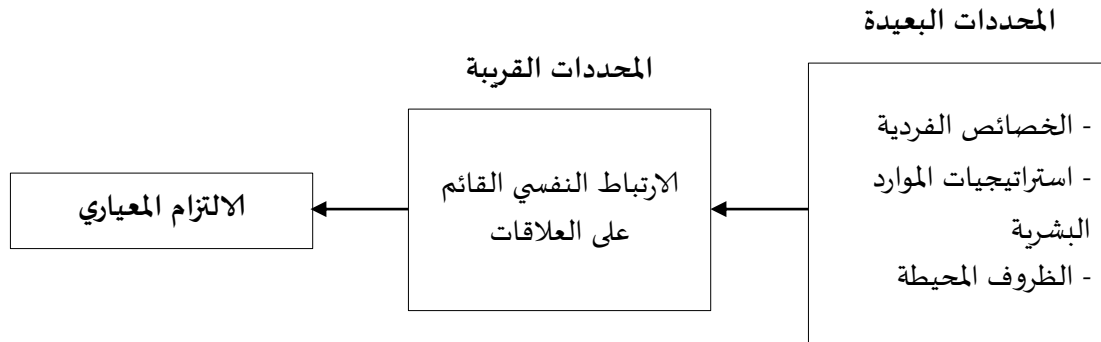 المحددات البعيدة
- الخصائص الفردية
- استراتيجيات الموارد
البشرية
- الظروف المحيطة
المحددات القريبة
الارتباط النفسي القائم
على العلاقات
الالتزام المعياري